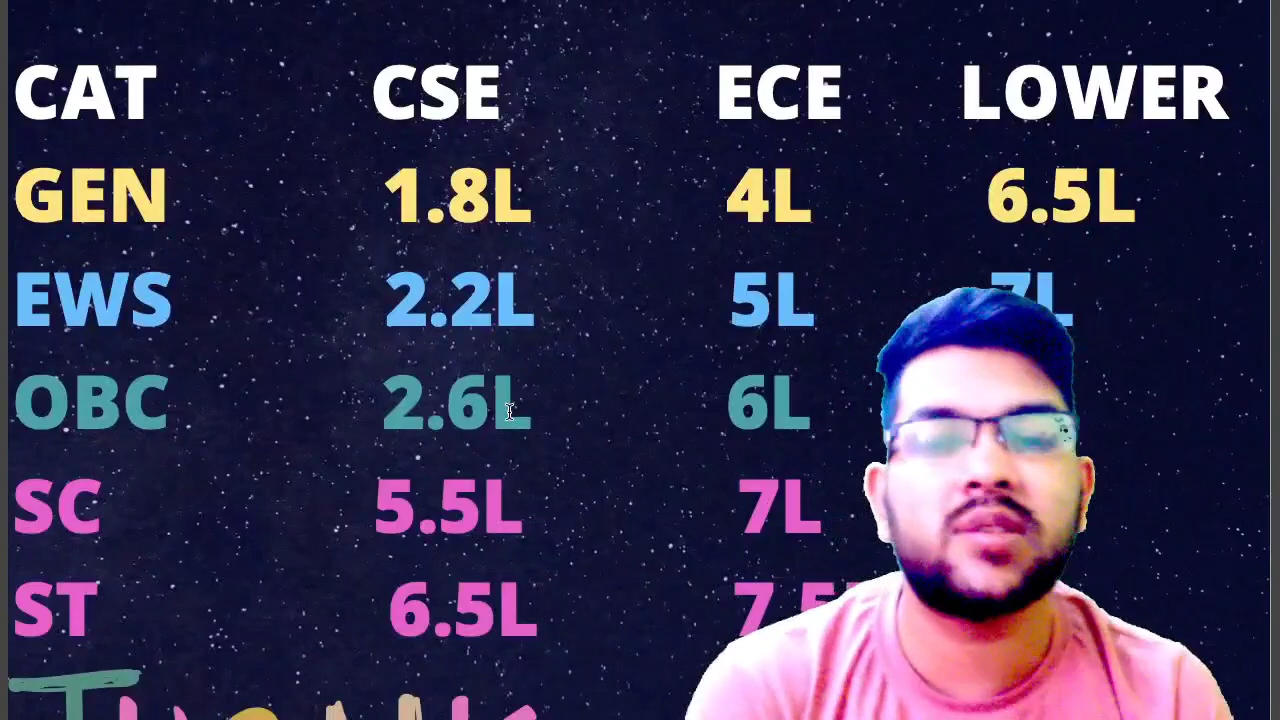 CAT CSE ECE LOWER
GEN 1.8L 4L 6.5L
EWS 2.2L 5L 7L
OBC 2.6L 6L
SC 5.5L 7L
ST 6.5L